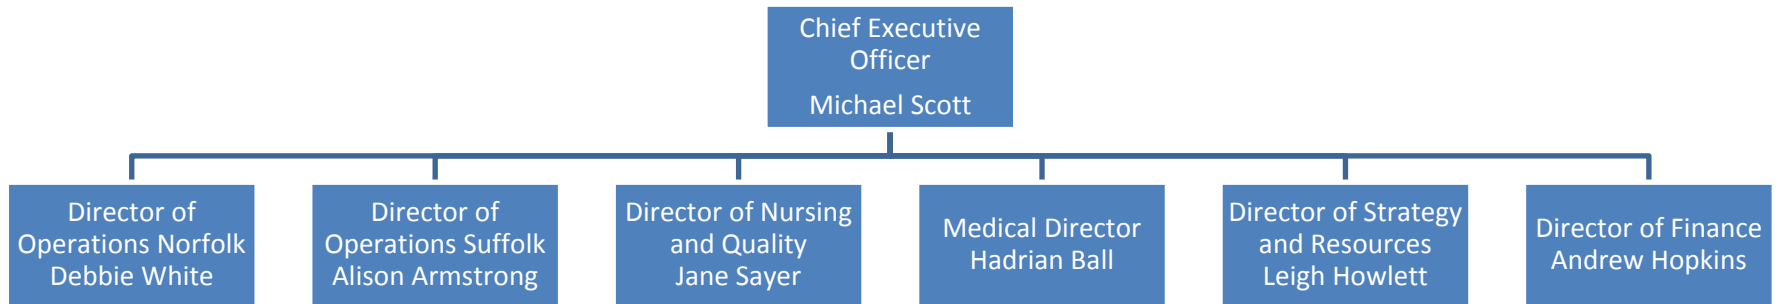 Chief Executive
Officer
Michael Scott
Director of
Operations Norfolk
Debbie White
Director of
Operations Suffolk
Alison Armstrong
Director of Nursing
and Quality
Jane Sayer
Medical Director
Hadrian Ball
Director of Strategy
and Resources
Leigh Howlett
Director of Finance
Andrew Hopkins